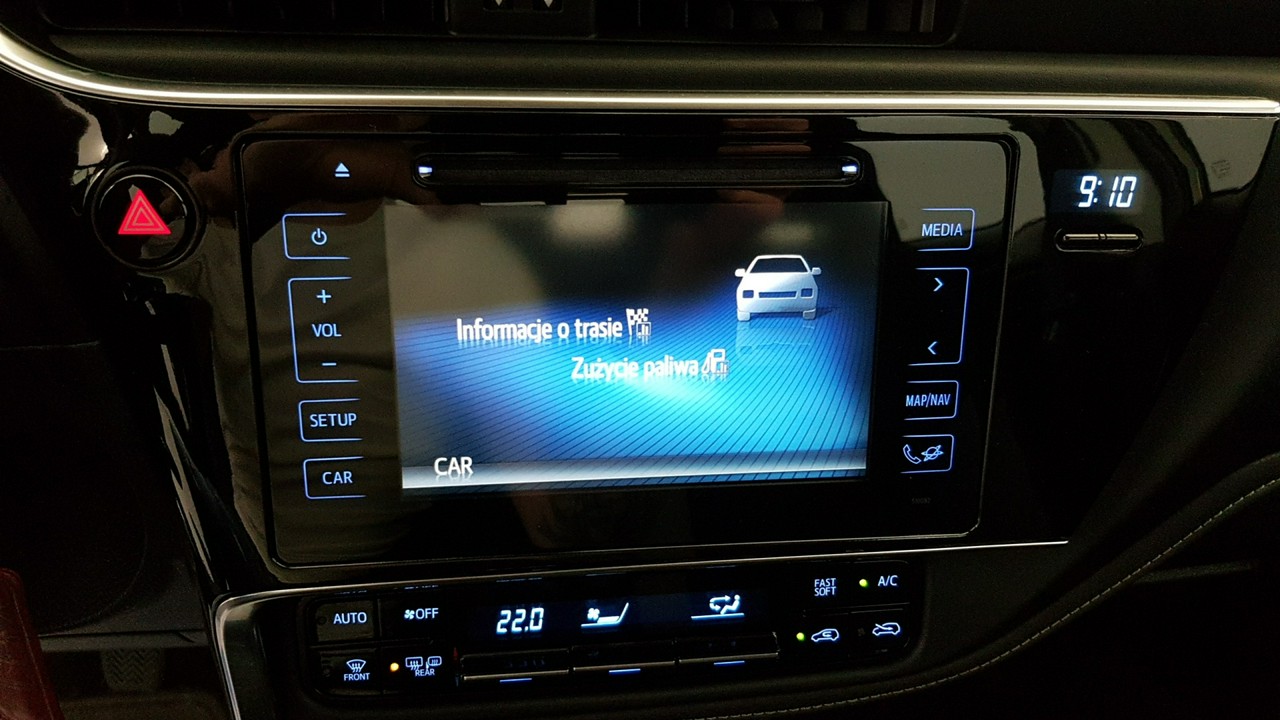 9:10
MEDIA
+
VOL
−
Informacje o trasie
Zużycie paliwa
SETUP
MAP/NAV
CAR
CAR
FAST
SOFT
A/C
AUTO
OFF
22.0
FRONT
REAR